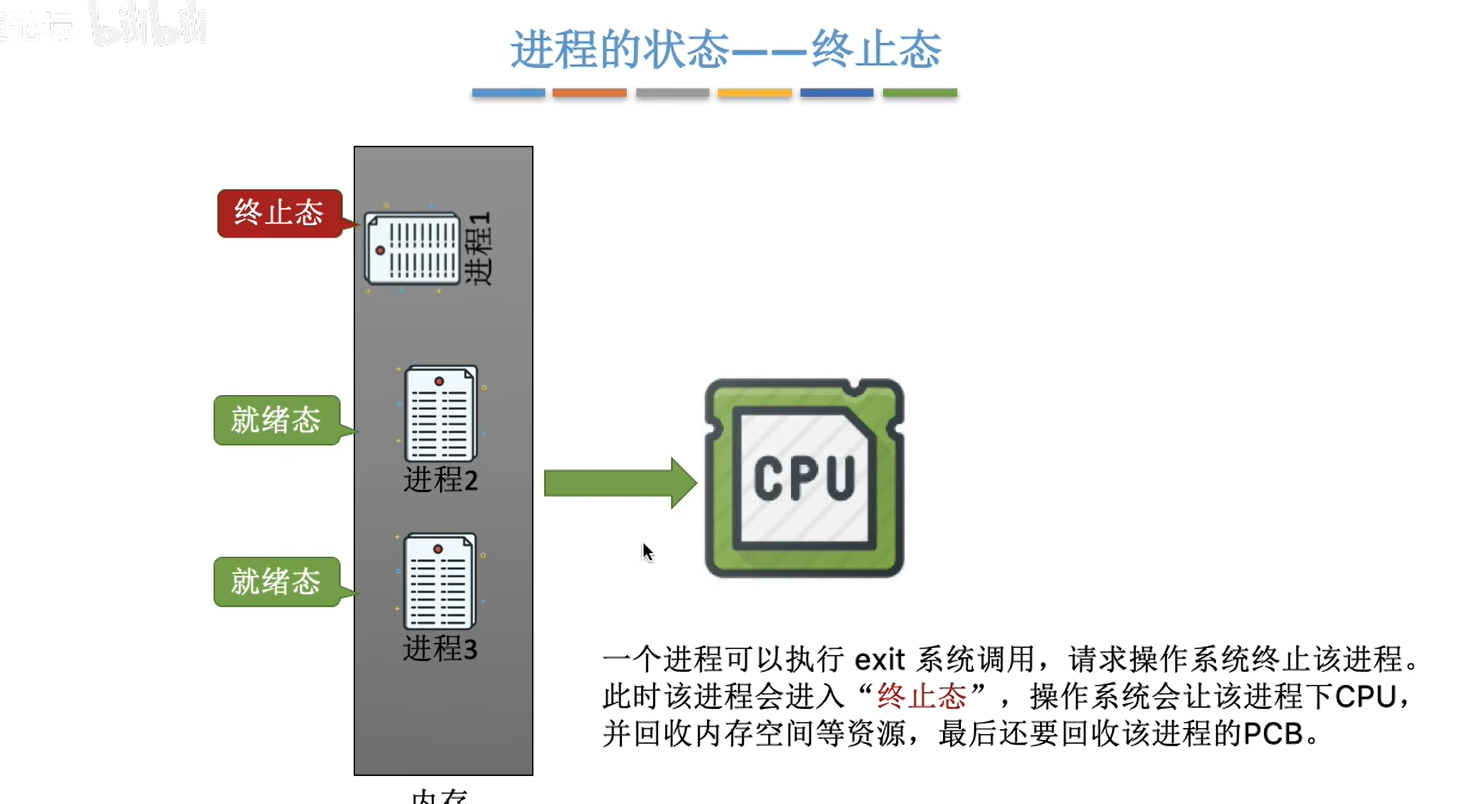 bilibili
进程的状态——终止态
终止态
进程1
就绪态
进程2
CPU
就绪态
进程3
一个进程可以执行 exit 系统调用，请求操作系统终止该进程。
此时该进程会进入“终止态”，操作系统会让该进程下CPU，
并回收内存空间等资源，最后还要回收该进程的PCB。
内存